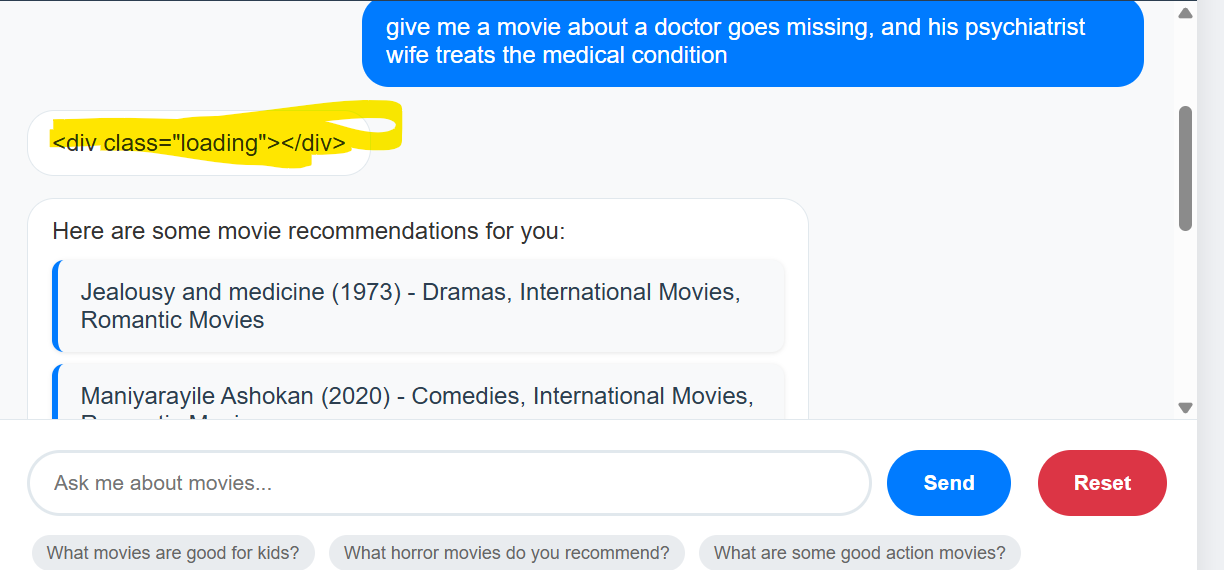 give me a movie about a doctor goes missing, and his psychiatrist
wife treats the medical condition
<div class="loading"></div>
Here are some movie recommendations for you:
Jealousy and medicine (1973) - Dramas, International Movies,
Romantic Movies
Maniyarayile Ashokan (2020) - Comedies, International Movies,
Ask me about movies...
Send
Reset
What movies are good for kids?
What horror movies do you recommend?
What are some good action movies?